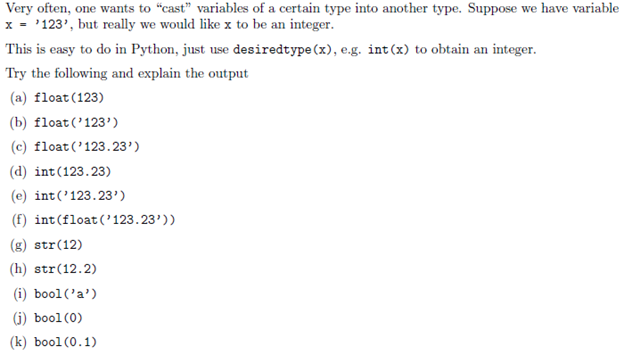 Very often, one wants to “cast” variables of a certain type into another type. Suppose we have variable
x = '123', but really we would like x to be an integer.
This is easy to do in Python, just use desiredtype(x), e.g. int(x) to obtain an integer.
Try the following and explain the output
(a) float(123)
(b) float('123')
(c) float('123.23')
(d) int(123.23)
(e) int('123.23')
(f) int(float('123.23'))
(g) str(12)
(h) str(12.2)
(i) bool('a')
(j) bool(0)
(k) bool(0.1)